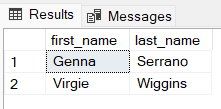 Results Messages
first_name last_name
1 Genna Serrano
2 Virgie Wiggins